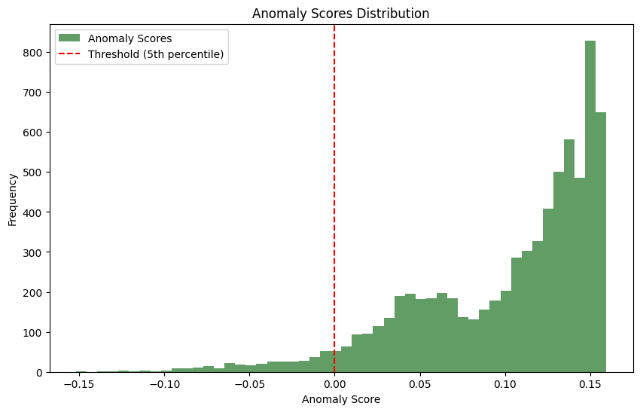 Anomaly Scores Distribution
Anomaly Scores
Threshold (5th percentile)
Frequency
800
700
600
500
400
300
200
100
0
−0.15 −0.10 −0.05 0.00 0.05 0.10 0.15
Anomaly Score